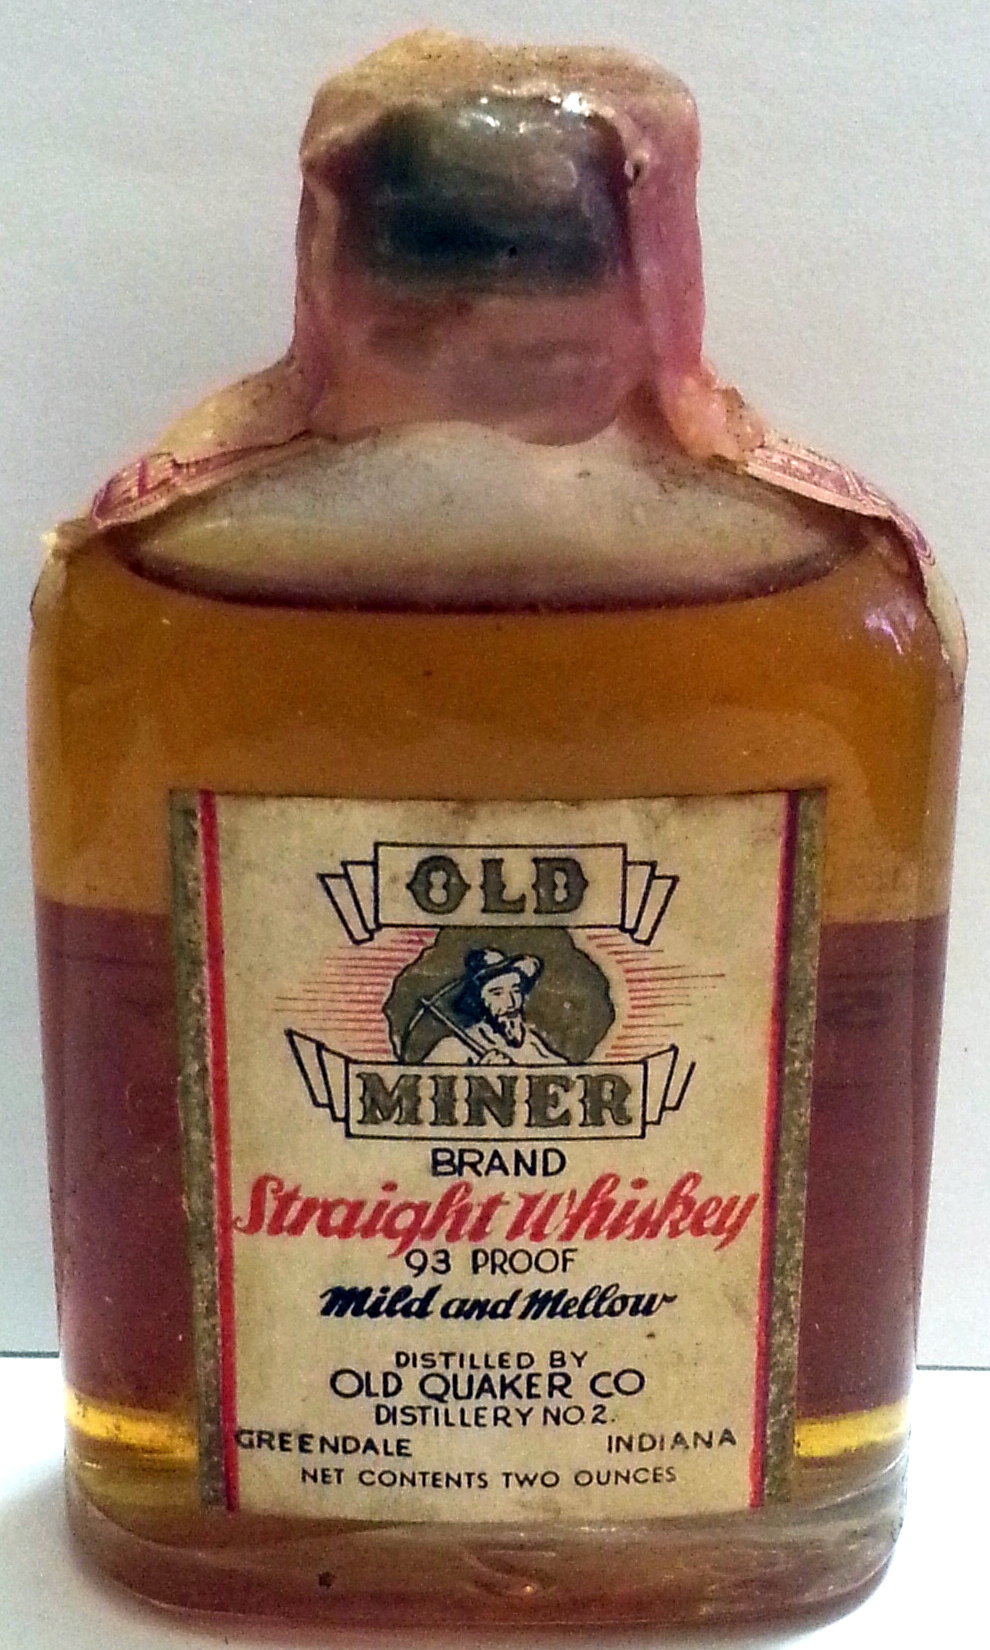 OLD
MINER
BRAND
Straight Whiskey
93 PROOF
Mild and Mellow
DISTILLED BY
OLD QUAKER CO
DISTILLERY NO. 2.
GREENDALE INDIANA
NET CONTENTS TWO OUNCES